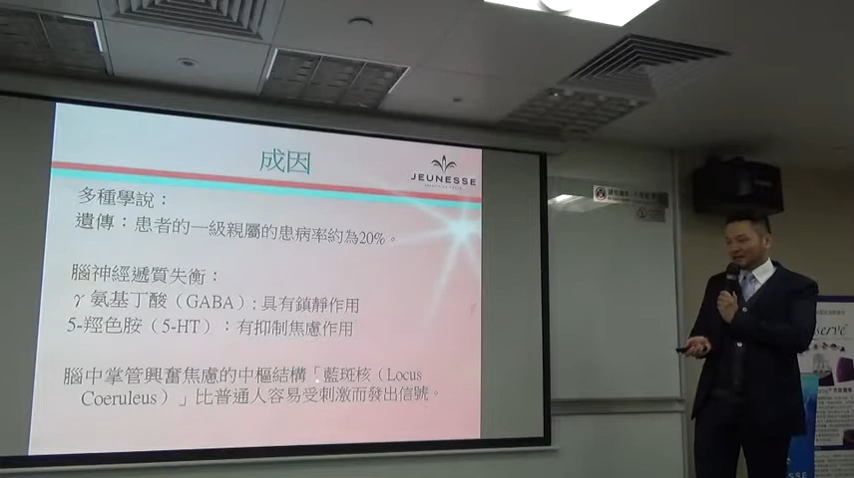 成因
JEUNESSE
多種學說：
遺傳：患者的一級親屬的患病率約為20%。
腦神經遞質失衡：
γ氨基丁酸（GABA）：具有鎮靜作用
5-羥色胺（5-HT）：有抑制焦慮作用
腦中掌管興奮焦慮的中樞結構「藍斑核（Locus
Coeruleus）」比普通人容易受刺激而發出信號。
serve